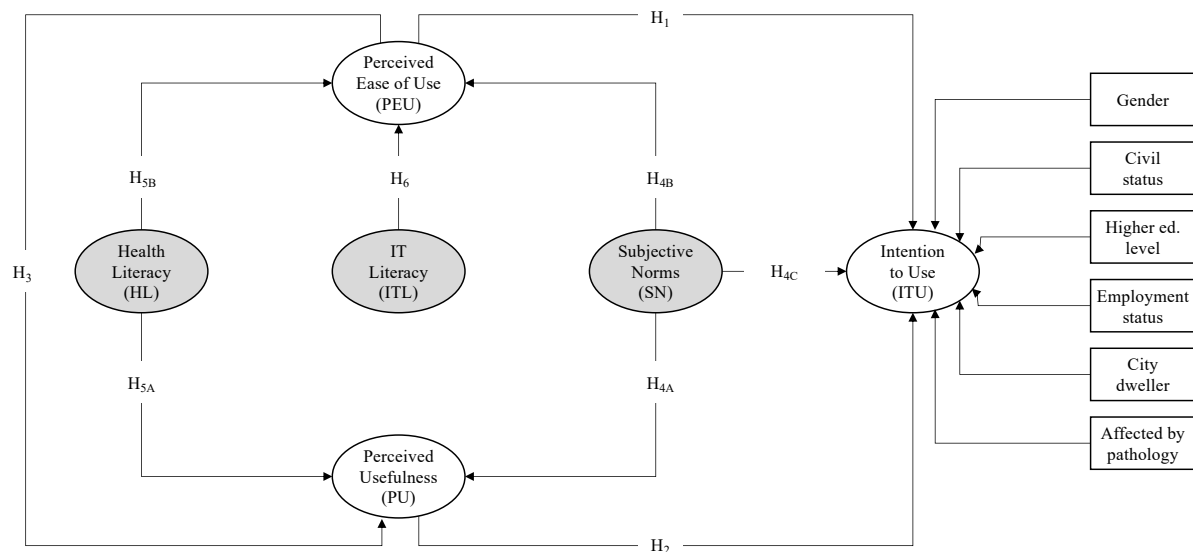 H1
Perceived
Ease of Use
(PEU)
Gender
Civil
status
H5B
H6
H4B
Higher ed.
level
Health
Literacy
(HL)
IT
Literacy
(ITL)
Subjective
Norms
(SN)
Intention
to Use
(ITU)
H3
H4C
Employment
status
H5A
H4A
City
dweller
Affected by
pathology
Perceived
Usefulness
(PU)
H2